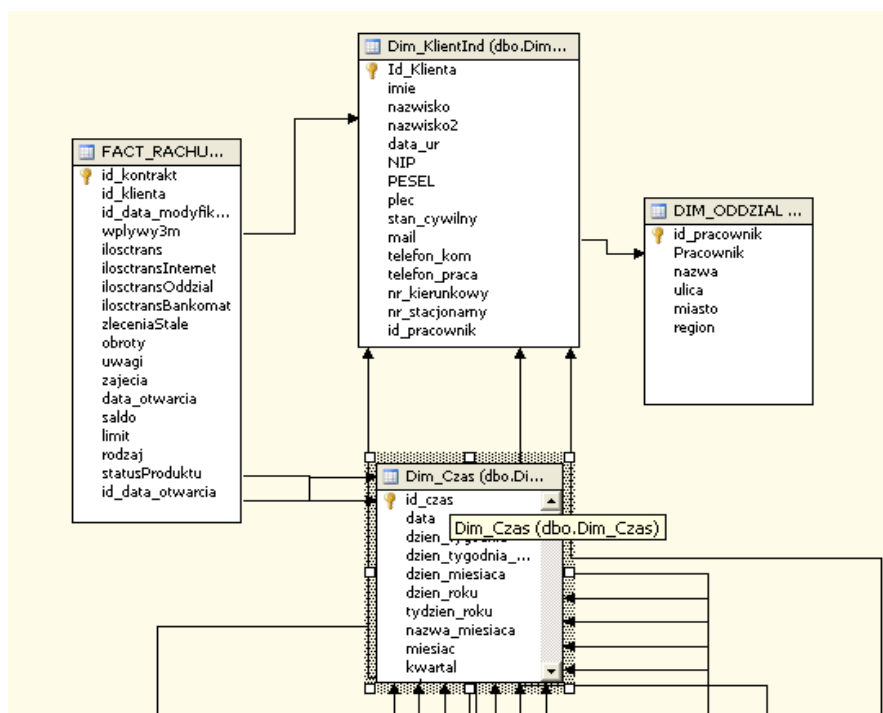 Dim_KlientInd (dbo.Dim...
Id_Klienta
imie
nazwisko
nazwisko2
data_ur
NIP
PESEL
plec
stan_cywilny
mail
telefon_kom
telefon_praca
nr_kierunkowy
nr_stacjonarny
id_pracownik
FACT_RACHU...
id_kontrakt
id_klienta
id_data_modyfik...
wplywy3m
ilosctrans
ilosctransInternet
ilosctransOddzial
ilosctransBankomat
zleceniaStale
obroty
uwagi
zajecia
data_otwarcia
saldo
limit
rodzaj
statusProduktu
id_data_otwarcia
DIM_ODDZIAL ...
id_pracownik
Pracownik
nazwa
ulica
miasto
region
Dim_Czas (dbo.Di...
id_czas
data
Dim_Czas (dbo.Dim_Czas)
dzien_tygodnia_...
dzien_miesiaca
dzien_roku
tydzien_roku
nazwa_miesiaca
miesiac
kwartal